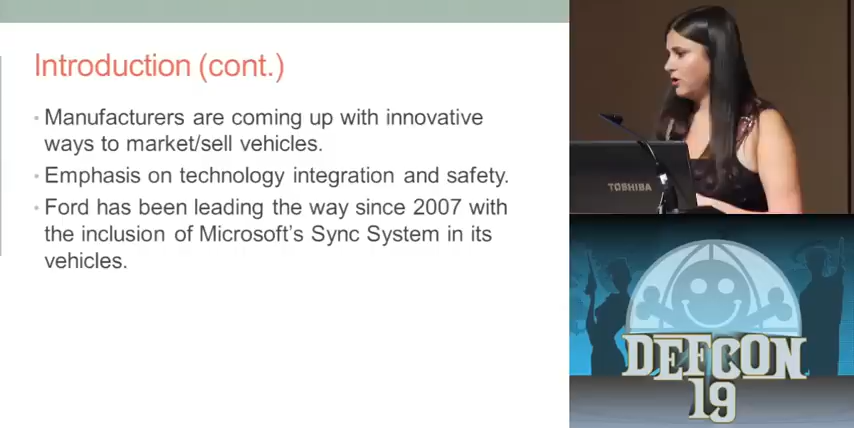 Introduction (cont.)
• Manufacturers are coming up with innovative
ways to market/sell vehicles.
• Emphasis on technology integration and safety.
• Ford has been leading the way since 2007 with
the inclusion of Microsoft's Sync System in its
vehicles.
TOSHIBA
DEFCON
19